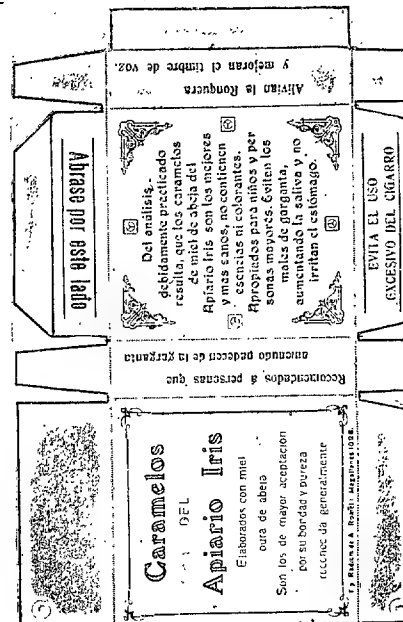 Caramelos
DEL
Apiario Iris
Elaborados con miel
pura de abeja
Son los de mayor aceptación
por su bondad y pureza
generalmente
Recomendados á personas que
amenudo padecen de la garganta
Del análisis
debidamente practicado
resulta, que los caramelos
de miel de abeja del
Apiario Iris son los mejores
y mas sanos, no contienen
esencias ni colorantes.
Apropiados para niños y per
sonas mayores. Evitan los
males de garganta,
aumentando la saliva y no
irritan el estómago.
Alivian la Ronquera
y mejoran el timbre de voz.
Abrase por este lado
EVITA EL USO
EXCESIVO DEL CIGARRO